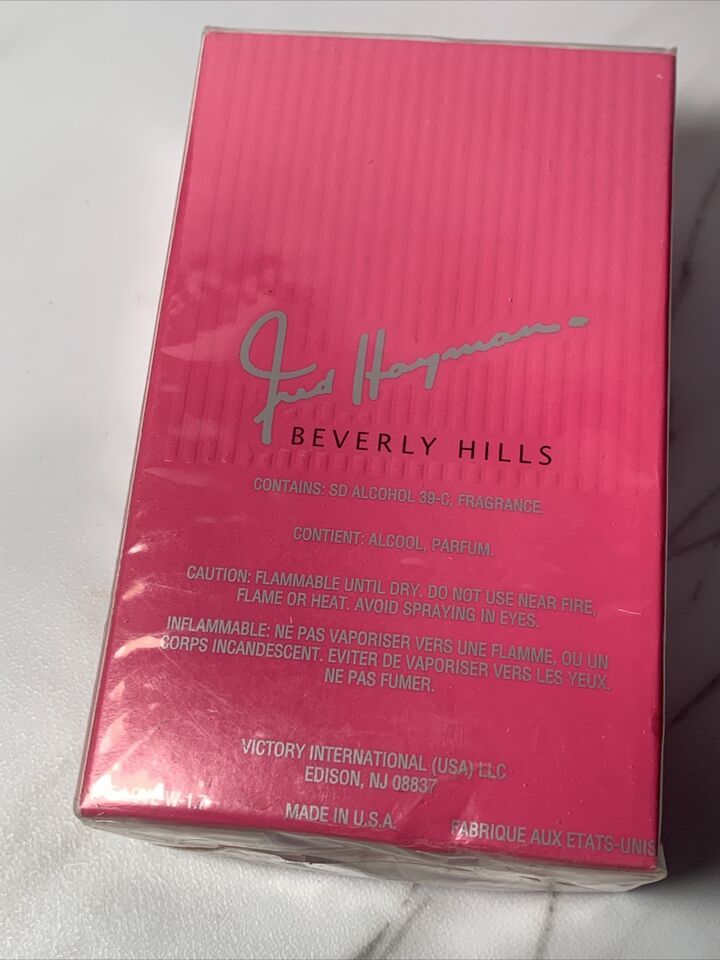 Fred Hayman
BEVERLY HILLS
CONTAINS: SD ALCOHOL 39-C, FRAGRANCE.
CONTIENT: ALCOOL, PARFUM.
CAUTION: FLAMMABLE UNTIL DRY. DO NOT USE NEAR FIRE,
FLAME OR HEAT. AVOID SPRAYING IN EYES.
INFLAMMABLE: NE PAS VAPORISER VERS UNE FLAMME, OU UN
CORPS INCANDESCENT. EVITER DE VAPORISER VERS LES YEUX.
NE PAS FUMER.
VICTORY INTERNATIONAL (USA) LLC
EDISON, NJ 08837
MADE IN U.S.A.
FABRIQUE AUX ETATS-UNIS